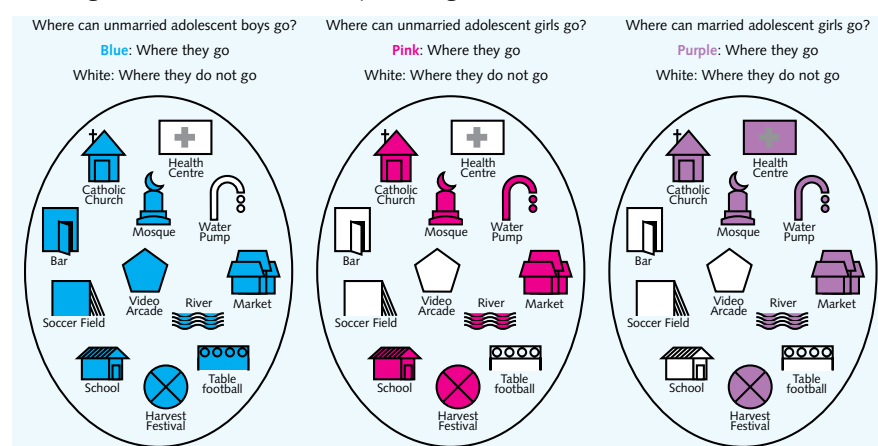 Where can unmarried adolescent boys go?
Blue: Where they go
White: Where they do not go
Catholic
Church
Health
Centre
Mosque
Water
Pump
Bar
Video
Arcade
Market
Soccer Field
River
School
Table
football
Harvest
Festival
Where can unmarried adolescent girls go?
Pink: Where they go
White: Where they do not go
Catholic
Church
Health
Centre
Mosque
Water
Pump
Bar
Video
Arcade
Market
Soccer Field
River
School
Table
football
Harvest
Festival
Where can married adolescent girls go?
Purple: Where they go
White: Where they do not go
Catholic
Church
Health
Centre
Mosque
Water
Pump
Bar
Video
Arcade
Market
Soccer Field
River
School
Table
football
Harvest
Festival